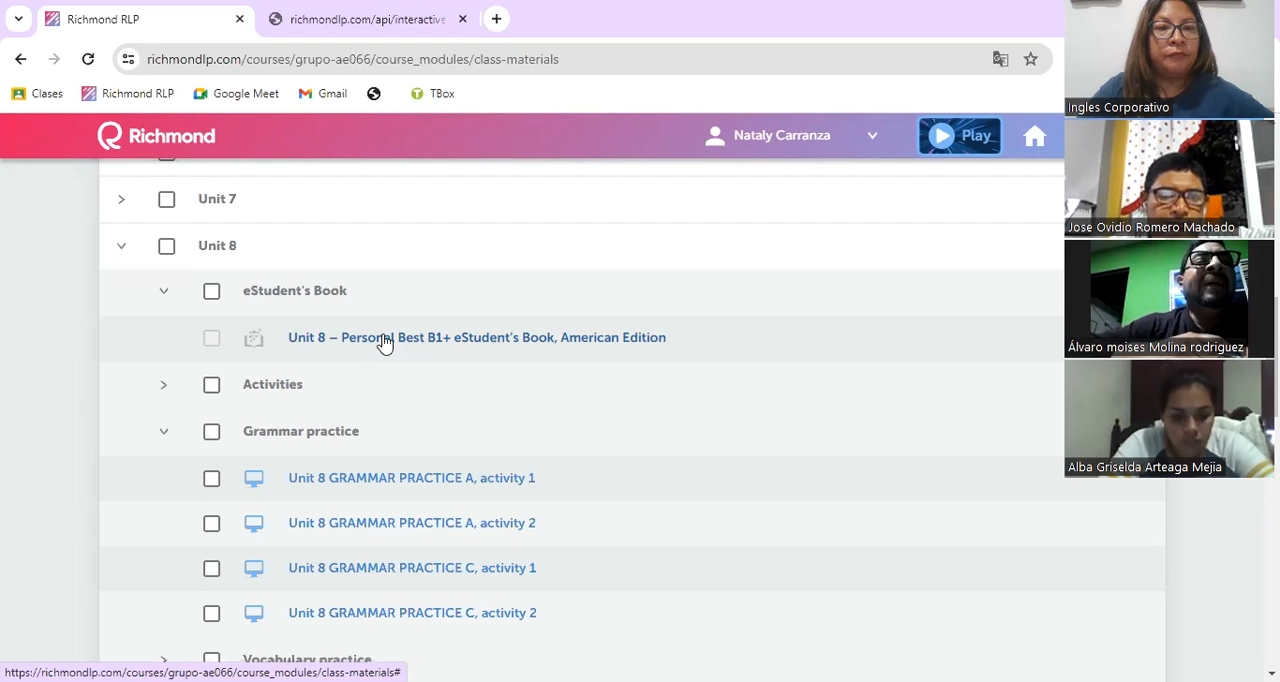 Richmond RLP
richmondlp.com/api/interactive
richmondlp.com/courses/grupo-ae066/course_modules/class-materials
Clases
Richmond RLP
Google Meet
Gmail
TBox
Richmond
Nataly Carranza
Play
Unit 7
Unit 8
eStudent's Book
Unit 8 – Personal Best B1+ eStudent's Book, American Edition
Activities
Grammar practice
Unit 8 GRAMMAR PRACTICE A, activity 1
Unit 8 GRAMMAR PRACTICE A, activity 2
Unit 8 GRAMMAR PRACTICE C, activity 1
Unit 8 GRAMMAR PRACTICE C, activity 2
Vocabulary practice
https://richmondlp.com/courses/grupo-ae066/course_modules/class-materials#
Ingles Corporativo
Jose Ovidio Romero Machado
Álvaro moises Molina rodriguez
Alba Griselda Arteaga Mejia